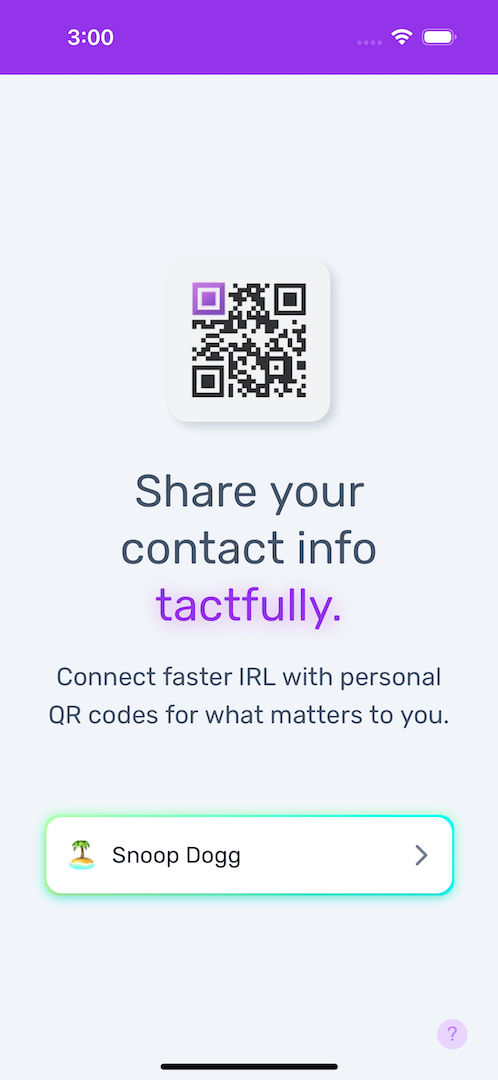 3:00
Share your
contact info
tactfully.
Connect faster IRL with personal
QR codes for what matters to you.
Snoop Dogg
?